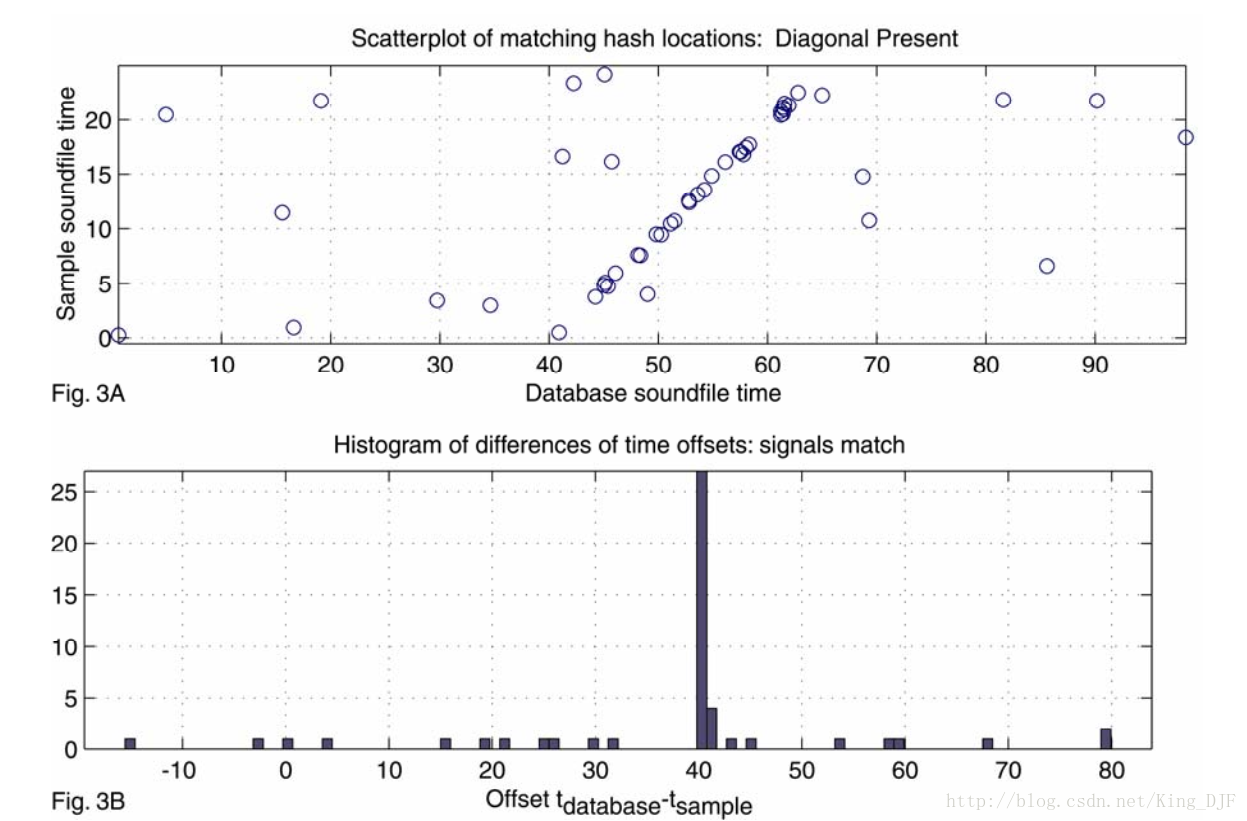 Scatterplot of matching hash locations:  Diagonal Present
Sample soundfile time
20
15
10
5
0
10 20 30 40 50 60 70 80 90
Fig. 3A
Database soundfile time
Histogram of differences of time offsets: signals match
25
20
15
10
5
0
-10 0 10 20 30 40 50 60 70 80
Fig. 3B
Offset tdatabase-tsample
http://blog.csdn.net/King_DJF